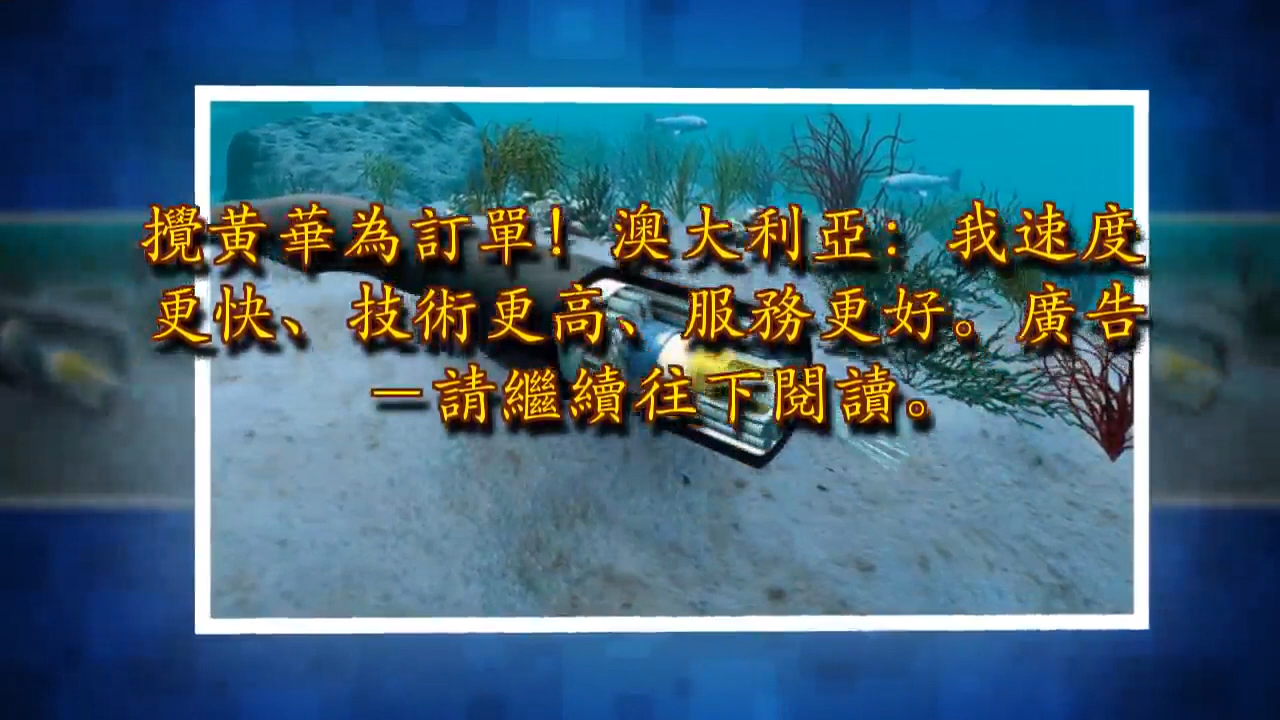 攪黃華為訂單！澳大利亞：我速度
更快、技術更高、服務更好。廣告
－請繼續往下閱讀。